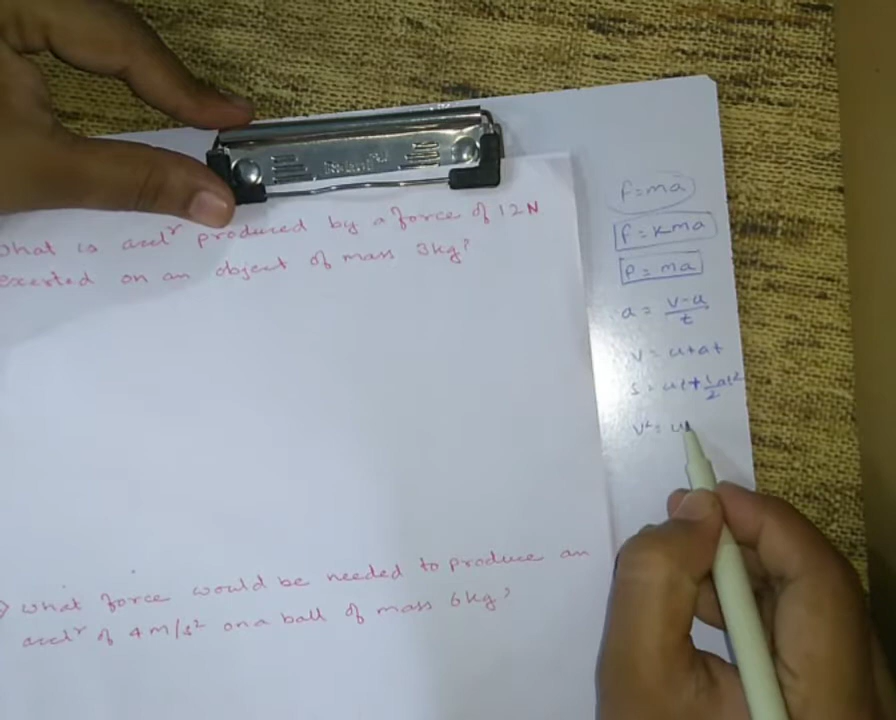 what is accl^r produced by a force of 12N
exerted on an object of mass 3kg?
F=ma
F=kma
P=ma
a = v-u/t
v = u+at
s = ut+1/2at²
v² = u
what force would be needed to produce an
accl^r of 4m/s² on a ball of mass 6kg?